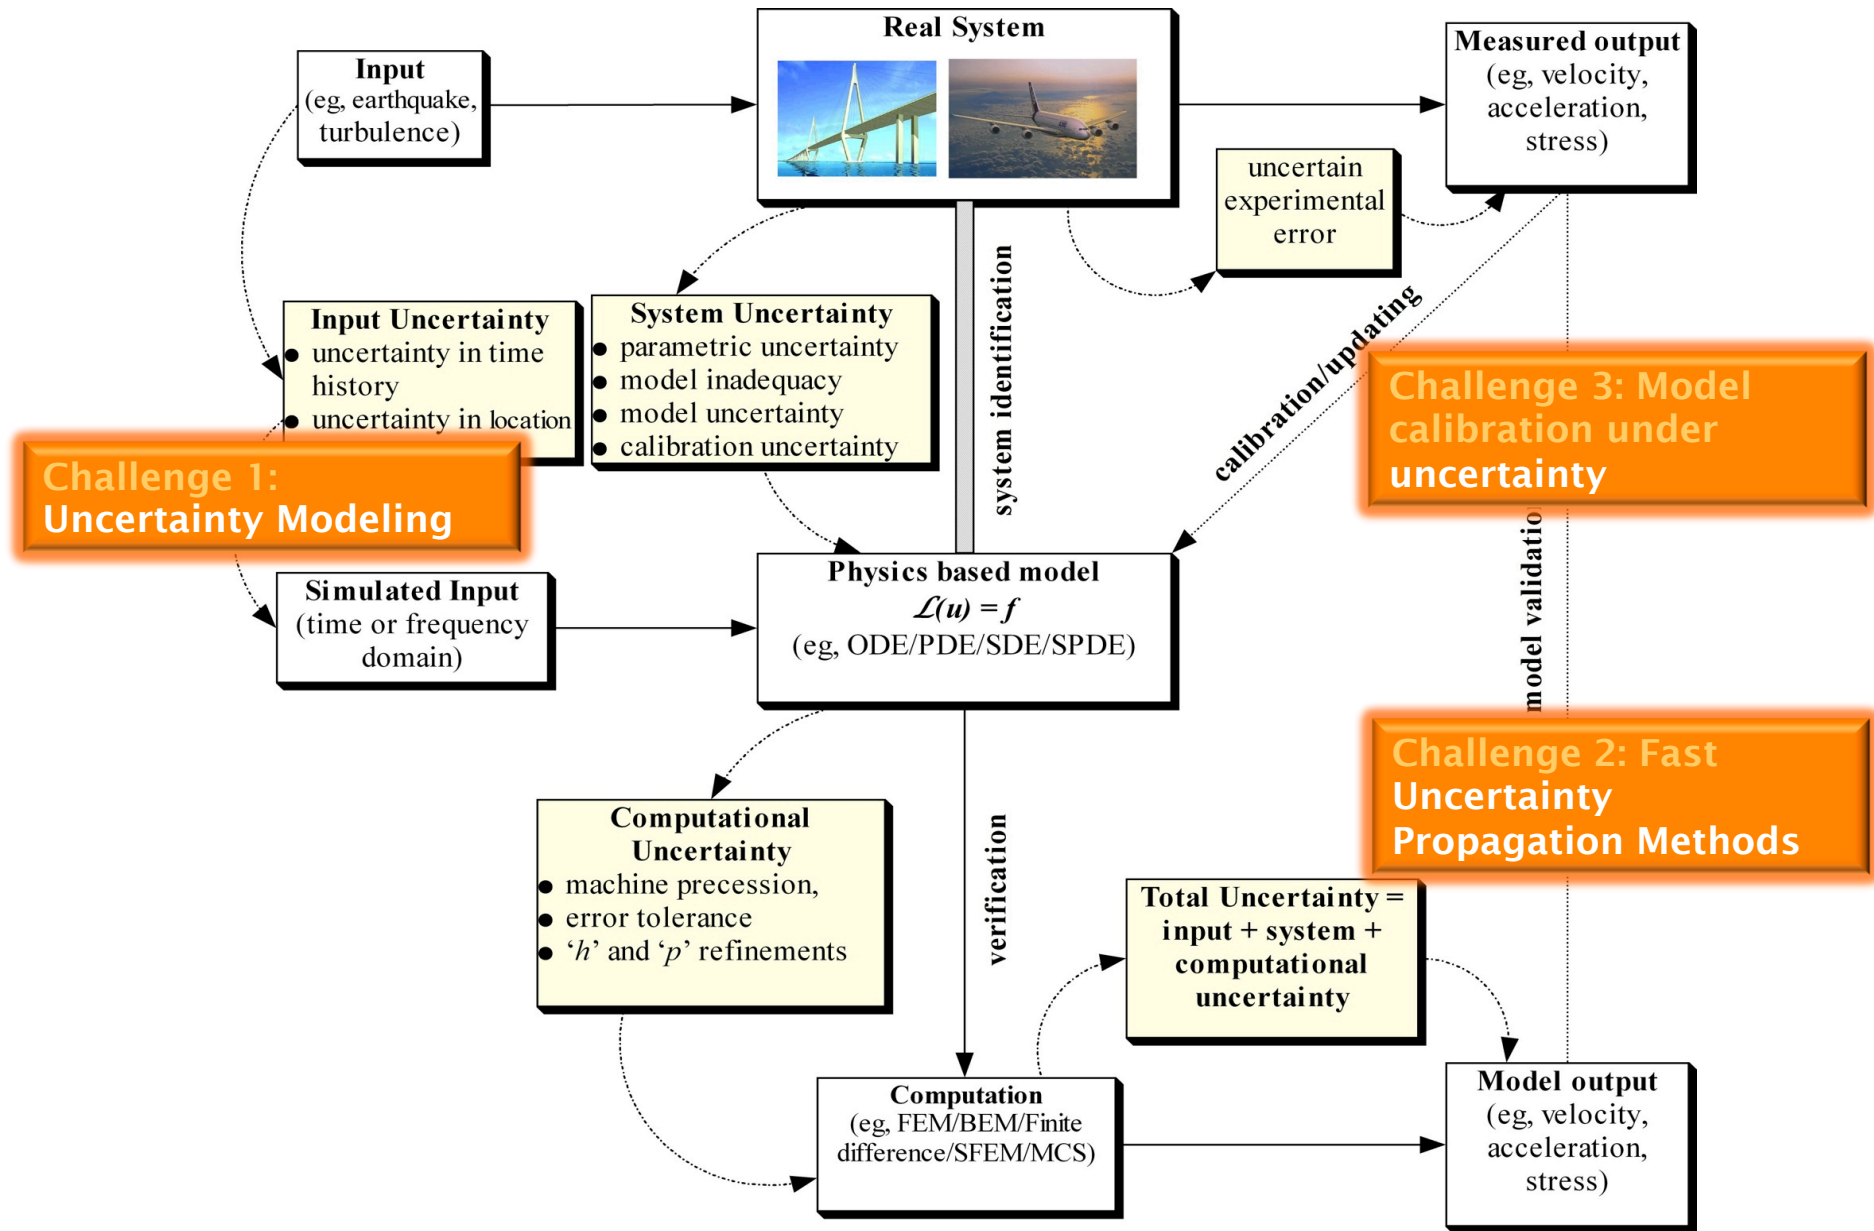 Real System
Input
(eg, earthquake,
turbulence)
Measured output
(eg, velocity,
acceleration,
stress)
uncertain
experimental
error
Input Uncertainty
● uncertainty in time
history
● uncertainty in location
System Uncertainty
● parametric uncertainty
● model inadequacy
● model uncertainty
● calibration uncertainty
system identification
calibration/updating
Challenge 3: Model
calibration under
uncertainty
Challenge 1:
Uncertainty Modeling
Simulated Input
(time or frequency
domain)
Physics based model
ℒ(u) = f
(eg, ODE/PDE/SDE/SPDE)
model validatio
Challenge 2: Fast
Uncertainty
Propagation Methods
Computational
Uncertainty
● machine precession,
● error tolerance
● ‘h’ and ‘p’ refinements
verification
Total Uncertainty =
input + system +
computational
uncertainty
Computation
(eg, FEM/BEM/Finite
difference/SFEM/MCS)
Model output
(eg, velocity,
acceleration,
stress)